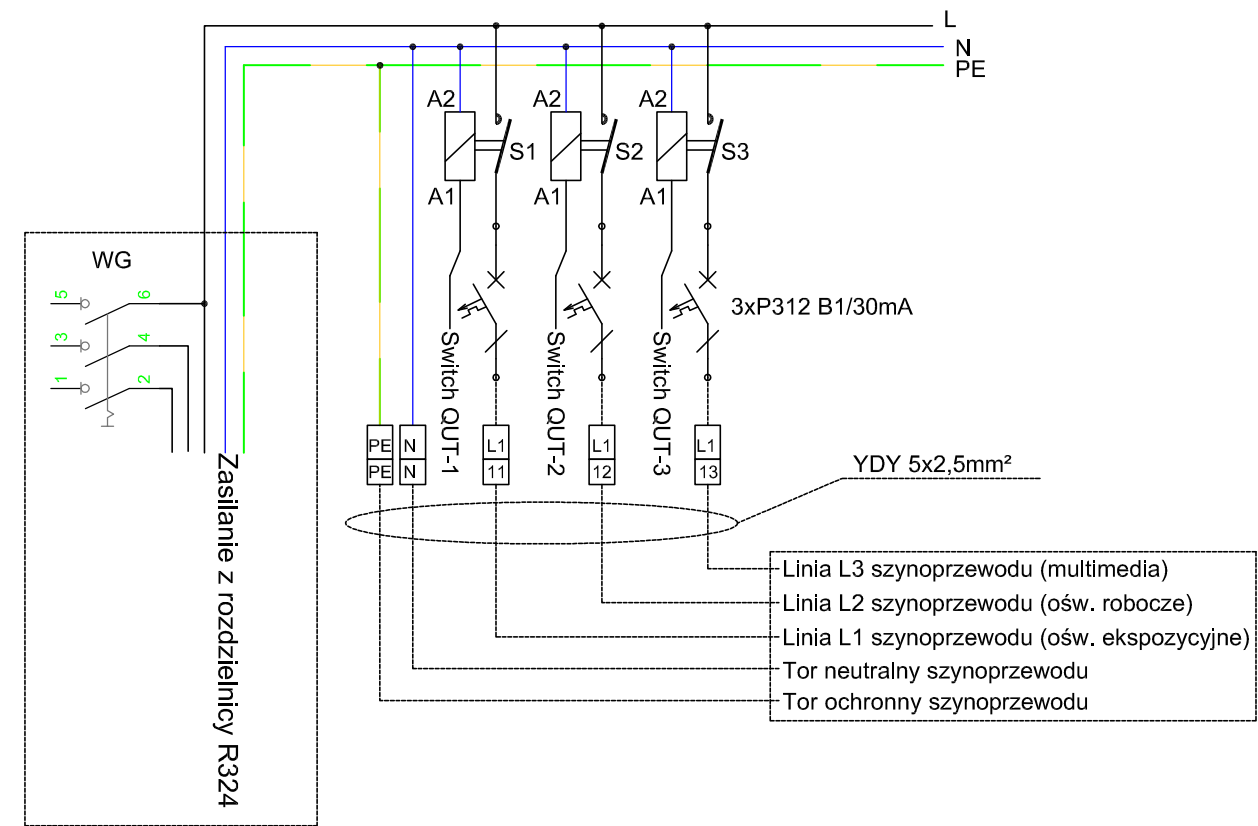 L
N
PE
A2
A2
A2
S1
S2
S3
A1
A1
A1
WG
5
6
3
4
1
2
3xP312 B1/30mA
Switch QUT-1
Switch QUT-2
Switch QUT-3
PE
N
L1
L1
L1
PE
N
11
12
13
Zasilanie z rozdzielnicy R324
YDY 5x2,5mm²
Linia L3 szynoprzewodu (multimedia)
Linia L2 szynoprzewodu (ośw. robocze)
Linia L1 szynoprzewodu (ośw. ekspozycyjne)
Tor neutralny szynoprzewodu
Tor ochronny szynoprzewodu